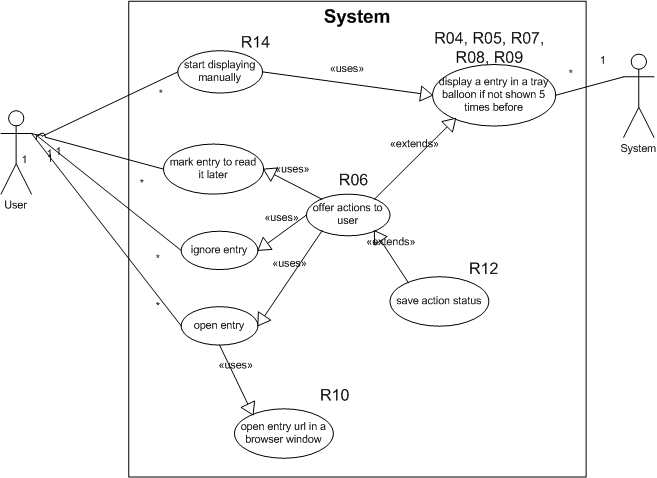 System
R14
R04, R05, R07,
R08, R09
start displaying
manually
«uses»
display a entry in a tray
balloon if not shown 5
times before
*
1
System
*
User
1
1
1
1
«extends»
mark entry to read
it later
*
«uses»
R06
offer actions to
user
«uses»
ignore entry
*
«extends»
«uses»
R12
save action status
*
open entry
«uses»
R10
open entry url in a
browser window